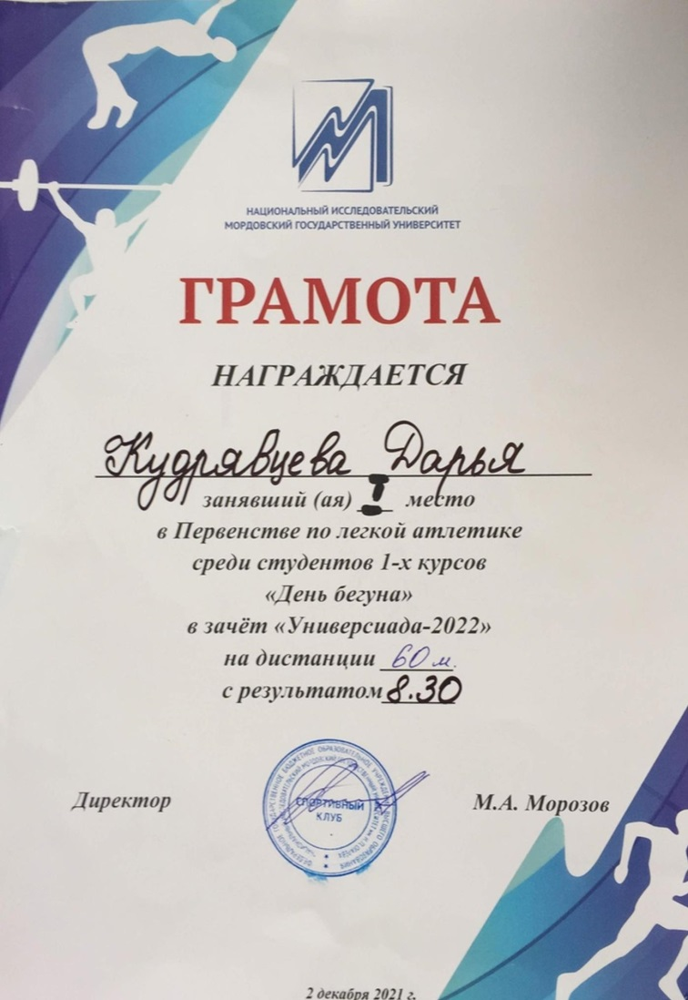 НАЦИОНАЛЬНЫЙ ИССЛЕДОВАТЕЛЬСКИЙ
МОРДОВСКИЙ ГОСУДАРСТВЕННЫЙ УНИВЕРСИТЕТ
ГРАМОТА
НАГРАЖДАЕТСЯ
Кудрявцева Дарья
занявший (ая) I место
в Первенстве по легкой атлетике
среди студентов 1-х курсов
«День бегуна»
в зачёт «Универсиада-2022»
на дистанции 60 м.
с результатом 8.30
Директор
СПОРТИВНЫЙ
КЛУБ
М.А. Морозов
2 декабря 2021 г.